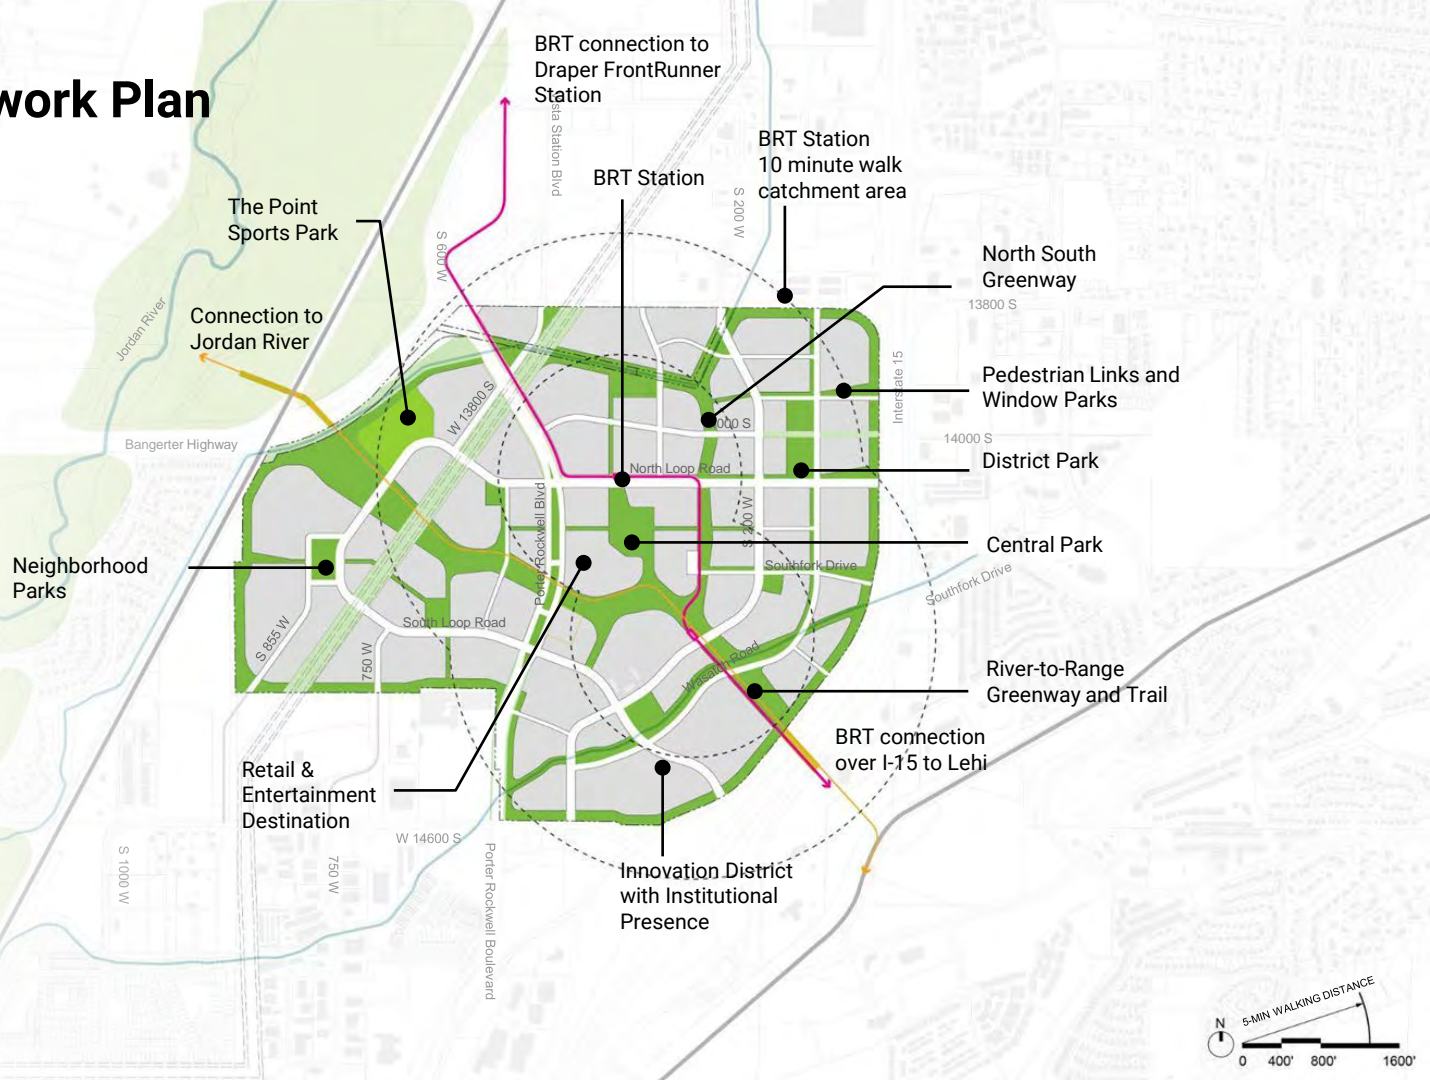 work Plan
BRT connection to
Draper FrontRunner
Station
sta Station Blvd
BRT Station
10 minute walk
catchment area
BRT Station
S 200 W
The Point
Sports Park
S 600 W
North South
Greenway
13800 S
Connection to
Jordan River
Jordan River
Interstate 15
Pedestrian Links and
Window Parks
W 13800 S
000 S
14000 S
Bangerter Highway
District Park
North Loop Road
Porter Rockwell Blvd
S 200 W
Central Park
Neighborhood
Parks
Southfork Drive
Southfork Drive
South Loop Road
S 855 W
750 W
Wasatch Road
River-to-Range
Greenway and Trail
BRT connection
over I-15 to Lehi
Retail &
Entertainment
Destination
W 14600 S
S 1000 W
750 W
Porter Rockwell Boulevard
Innovation District
with Institutional
Presence
5-MIN WALKING DISTANCE
N
0 400' 800' 1600'